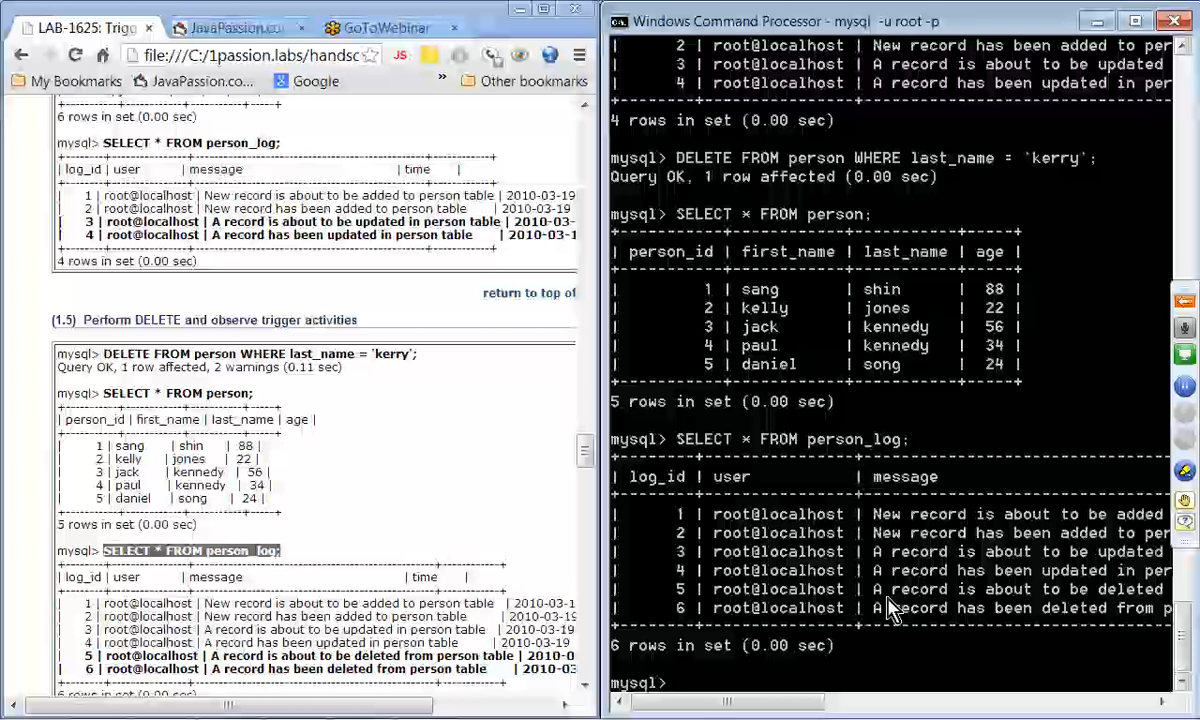 LAB-1625: Trigg
JavaPassion.co
GoToWebinar
file:///C:/1passion.labs/handsc
JS
My Bookmarks
JavaPassion.co...
Google
»
Other bookmarks
6 rows in set (0.00 sec)
mysql> SELECT * FROM person_log;
+--------+----------------+--------------------------------------------+--------------+
| log_id | user | message | time |
| 1 | root@localhost | New record is about to be added to person table | 2010-03-19
| 2 | root@localhost | New record has been added to person table | 2010-03-19
| 3 | root@localhost | A record is about to be updated in person table | 2010-03-
| 4 | root@localhost | A record has been updated in person table | 2010-03-1
4 rows in set (0.00 sec)
return to top of
(1.5) Perform DELETE and observe trigger activities
mysql> DELETE FROM person WHERE last_name = 'kerry';
Query OK, 1 row affected, 2 warnings (0.11 sec)
mysql> SELECT * FROM person;
| person_id | first_name | last_name | age |
| 1 | sang | shin | 88 |
| 2 | kelly | jones | 22 |
| 3 | jack | kennedy | 56 |
| 4 | paul | kennedy | 34 |
| 5 | daniel | song | 24 |
5 rows in set (0.00 sec)
mysql> SELECT * FROM person_log;
| log_id | user | message | time |
| 1 | root@localhost | New record is about to be added to person table | 2010-03-1
| 2 | root@localhost | New record has been added to person table | 2010-03-1
| 3 | root@localhost | A record is about to be updated in person table | 2010-03-1
| 4 | root@localhost | A record has been updated in person table | 2010-03-1
| 5 | root@localhost | A record is about to be deleted from person table | 2010-0
| 6 | root@localhost | A record has been deleted from person table | 2010-03
6 rows in set (0.00 sec)
Windows Command Processor - mysql -u root -p
| 2 | root@localhost | New record has been added to per
| 3 | root@localhost | A record is about to be updated
| 4 | root@localhost | A record has been updated in per
4 rows in set (0.00 sec)
mysql> DELETE FROM person WHERE last_name = 'kerry';
Query OK, 1 row affected (0.00 sec)
mysql> SELECT * FROM person;
| person_id | first_name | last_name | age |
| 1 | sang | shin | 88 |
| 2 | kelly | jones | 22 |
| 3 | jack | kennedy | 56 |
| 4 | paul | kennedy | 34 |
| 5 | daniel | song | 24 |
5 rows in set (0.00 sec)
mysql> SELECT * FROM person_log;
| log_id | user | message
| 1 | root@localhost | New record is about to be added
| 2 | root@localhost | New record has been added to per
| 3 | root@localhost | A record is about to be updated
| 4 | root@localhost | A record has been updated in per
| 5 | root@localhost | A record is about to be deleted
| 6 | root@localhost | A record has been deleted from p
6 rows in set (0.00 sec)
mysql>